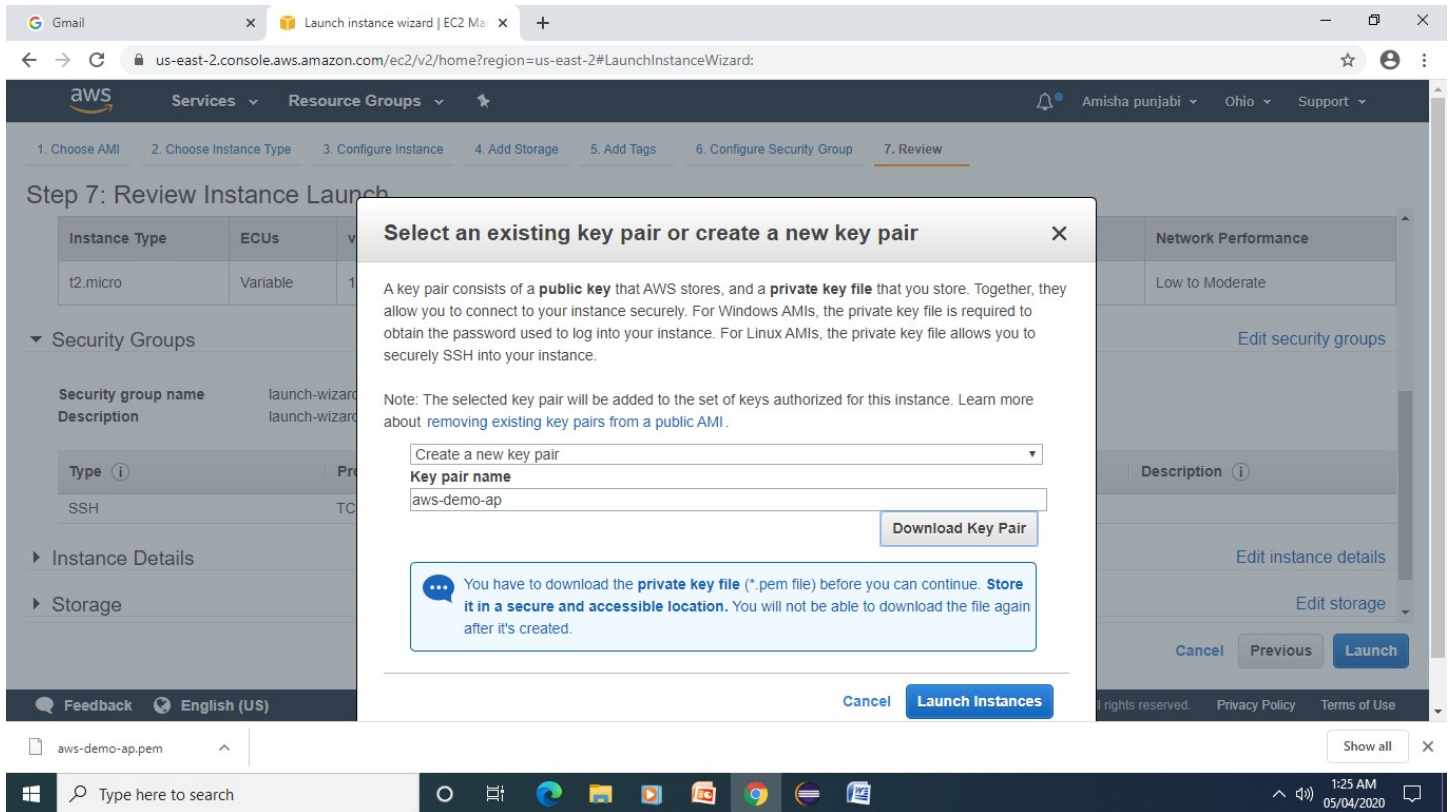 Gmail
Launch instance wizard | EC2 Ma
us-east-2.console.aws.amazon.com/ec2/v2/home?region=us-east-2#LaunchInstanceWizard:
aws Services Resource Groups Amisha punjabi Ohio Support
1. Choose AMI 2. Choose Instance Type 3. Configure Instance 4. Add Storage 5. Add Tags 6. Configure Security Group 7. Review
Step 7: Review Instance Launch
Instance Type ECUs v Network Performance
t2.micro Variable 1 Low to Moderate
Security Groups Edit security groups
Security group name launch-wizard
Description launch-wizard
Type Pro Description
SSH TC
Instance Details Edit instance details
Storage Edit storage
Cancel Previous Launch
Select an existing key pair or create a new key pair
A key pair consists of a public key that AWS stores, and a private key file that you store. Together, they
allow you to connect to your instance securely. For Windows AMIs, the private key file is required to
obtain the password used to log into your instance. For Linux AMIs, the private key file allows you to
securely SSH into your instance.
Note: The selected key pair will be added to the set of keys authorized for this instance. Learn more
about removing existing key pairs from a public AMI.
Create a new key pair
Key pair name
aws-demo-ap
Download Key Pair
You have to download the private key file (*.pem file) before you can continue. Store
it in a secure and accessible location. You will not be able to download the file again
after it's created.
Cancel Launch Instances
Feedback English (US) ll rights reserved. Privacy Policy Terms of Use
aws-demo-ap.pem Show all
Type here to search 1:25 AM
05/04/2020